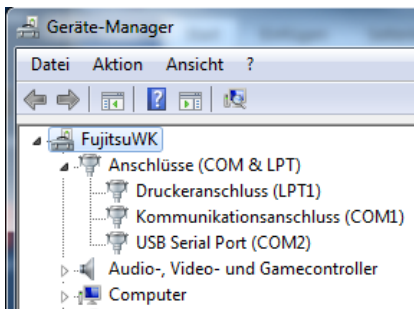 Geräte-Manager
Datei Aktion Ansicht ?
FujitsuWK
Anschlüsse (COM & LPT)
Druckeranschluss (LPT1)
Kommunikationsanschluss (COM1)
USB Serial Port (COM2)
Audio-, Video- und Gamecontroller
Computer